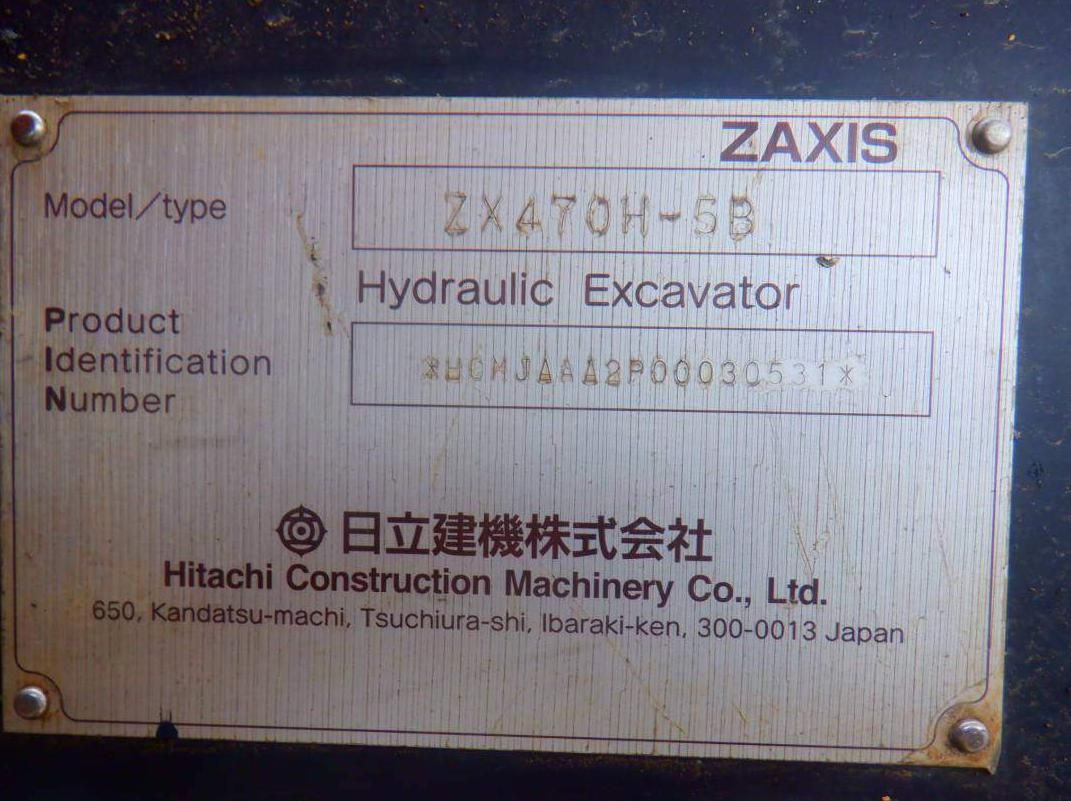 ZAXIS
Model/type
ZX470H-5B
Hydraulic Excavator
Product
Identification
Number
*HCMJAAA2P00030531*
日立建機株式会社
Hitachi Construction Machinery Co., Ltd.
650, Kandatsu-machi, Tsuchiura-shi, Ibaraki-ken, 300-0013 Japan